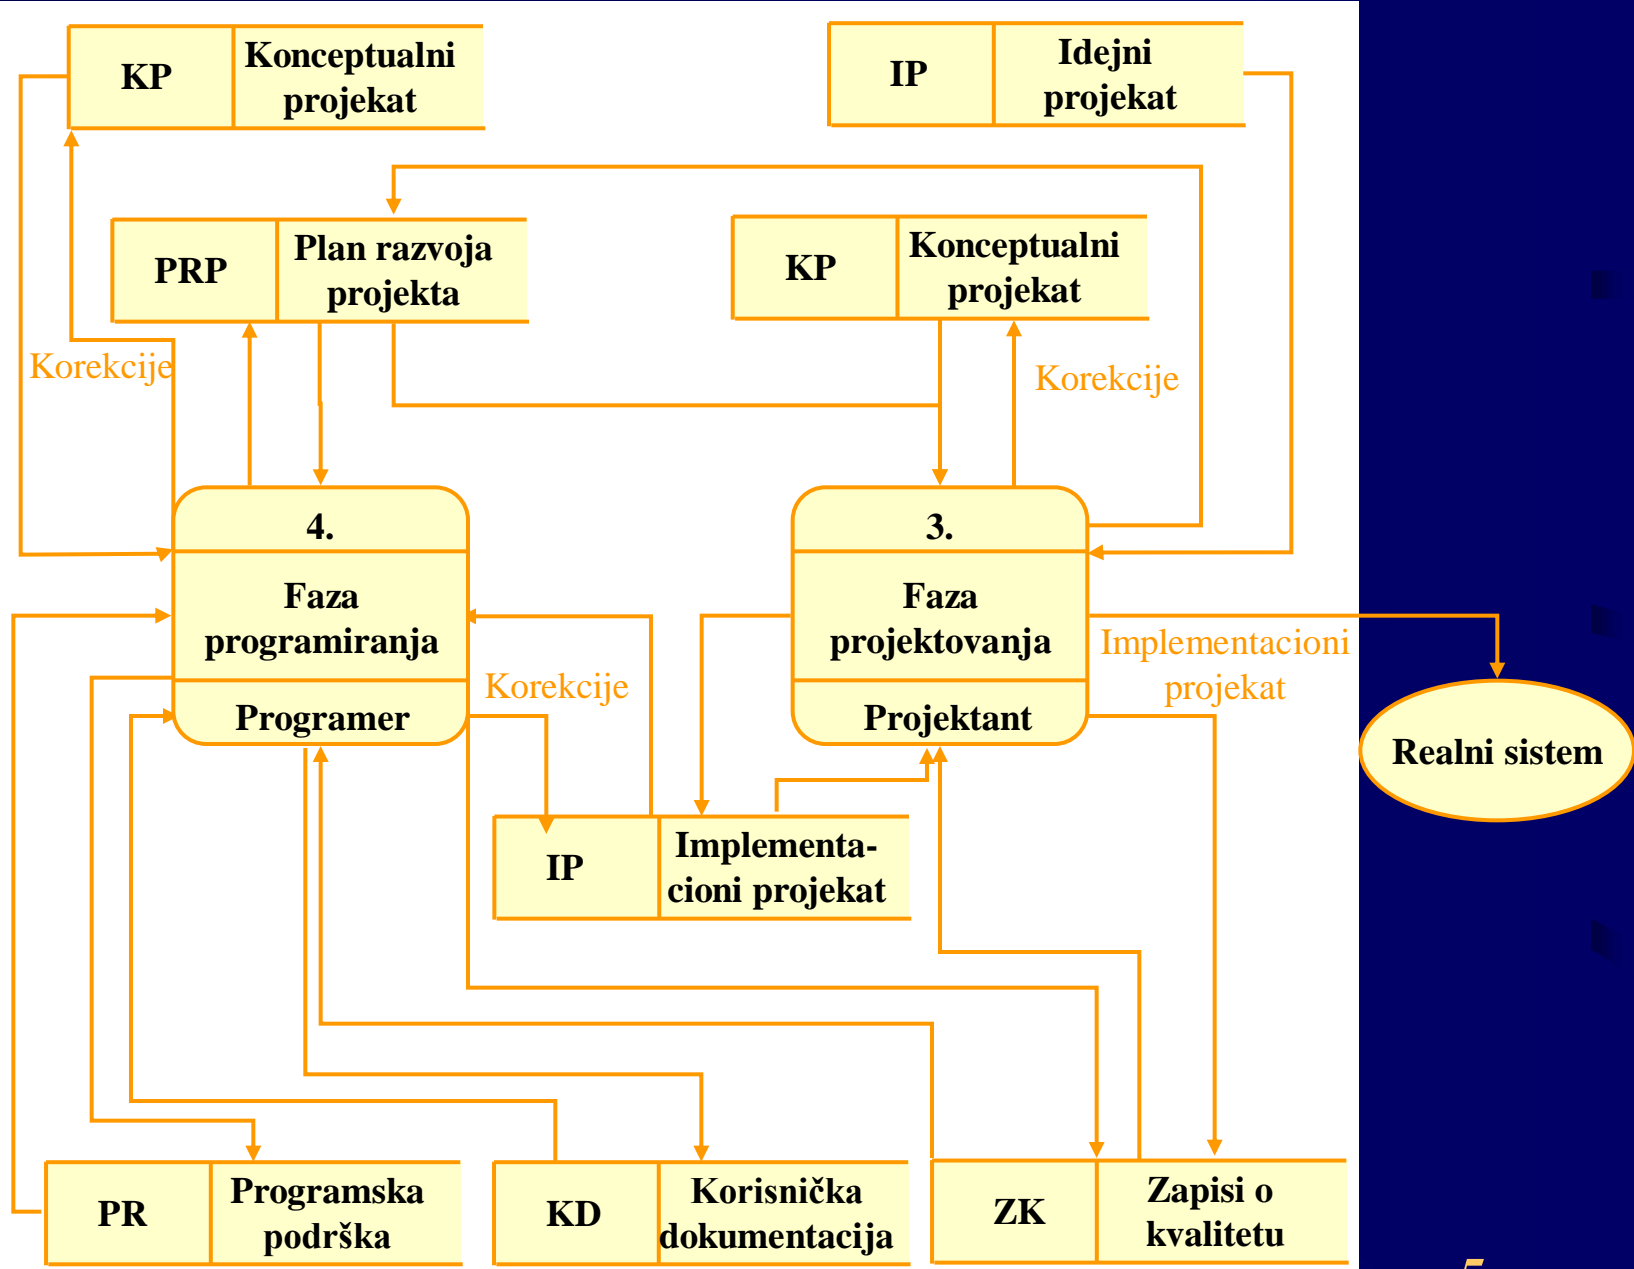 KP
Konceptualni
projekat
IP
Idejni
projekat
PRP
Plan razvoja
projekta
KP
Konceptualni
projekat
Korekcije
Korekcije
4.
Faza
programiranja
Programer
3.
Faza
projektovanja
Projektant
Korekcije
Implementacioni
projekat
Realni sistem
IP
Implementa-
cioni projekat
PR
Programska
podrška
KD
Korisnička
dokumentacija
ZK
Zapisi o
kvalitetu